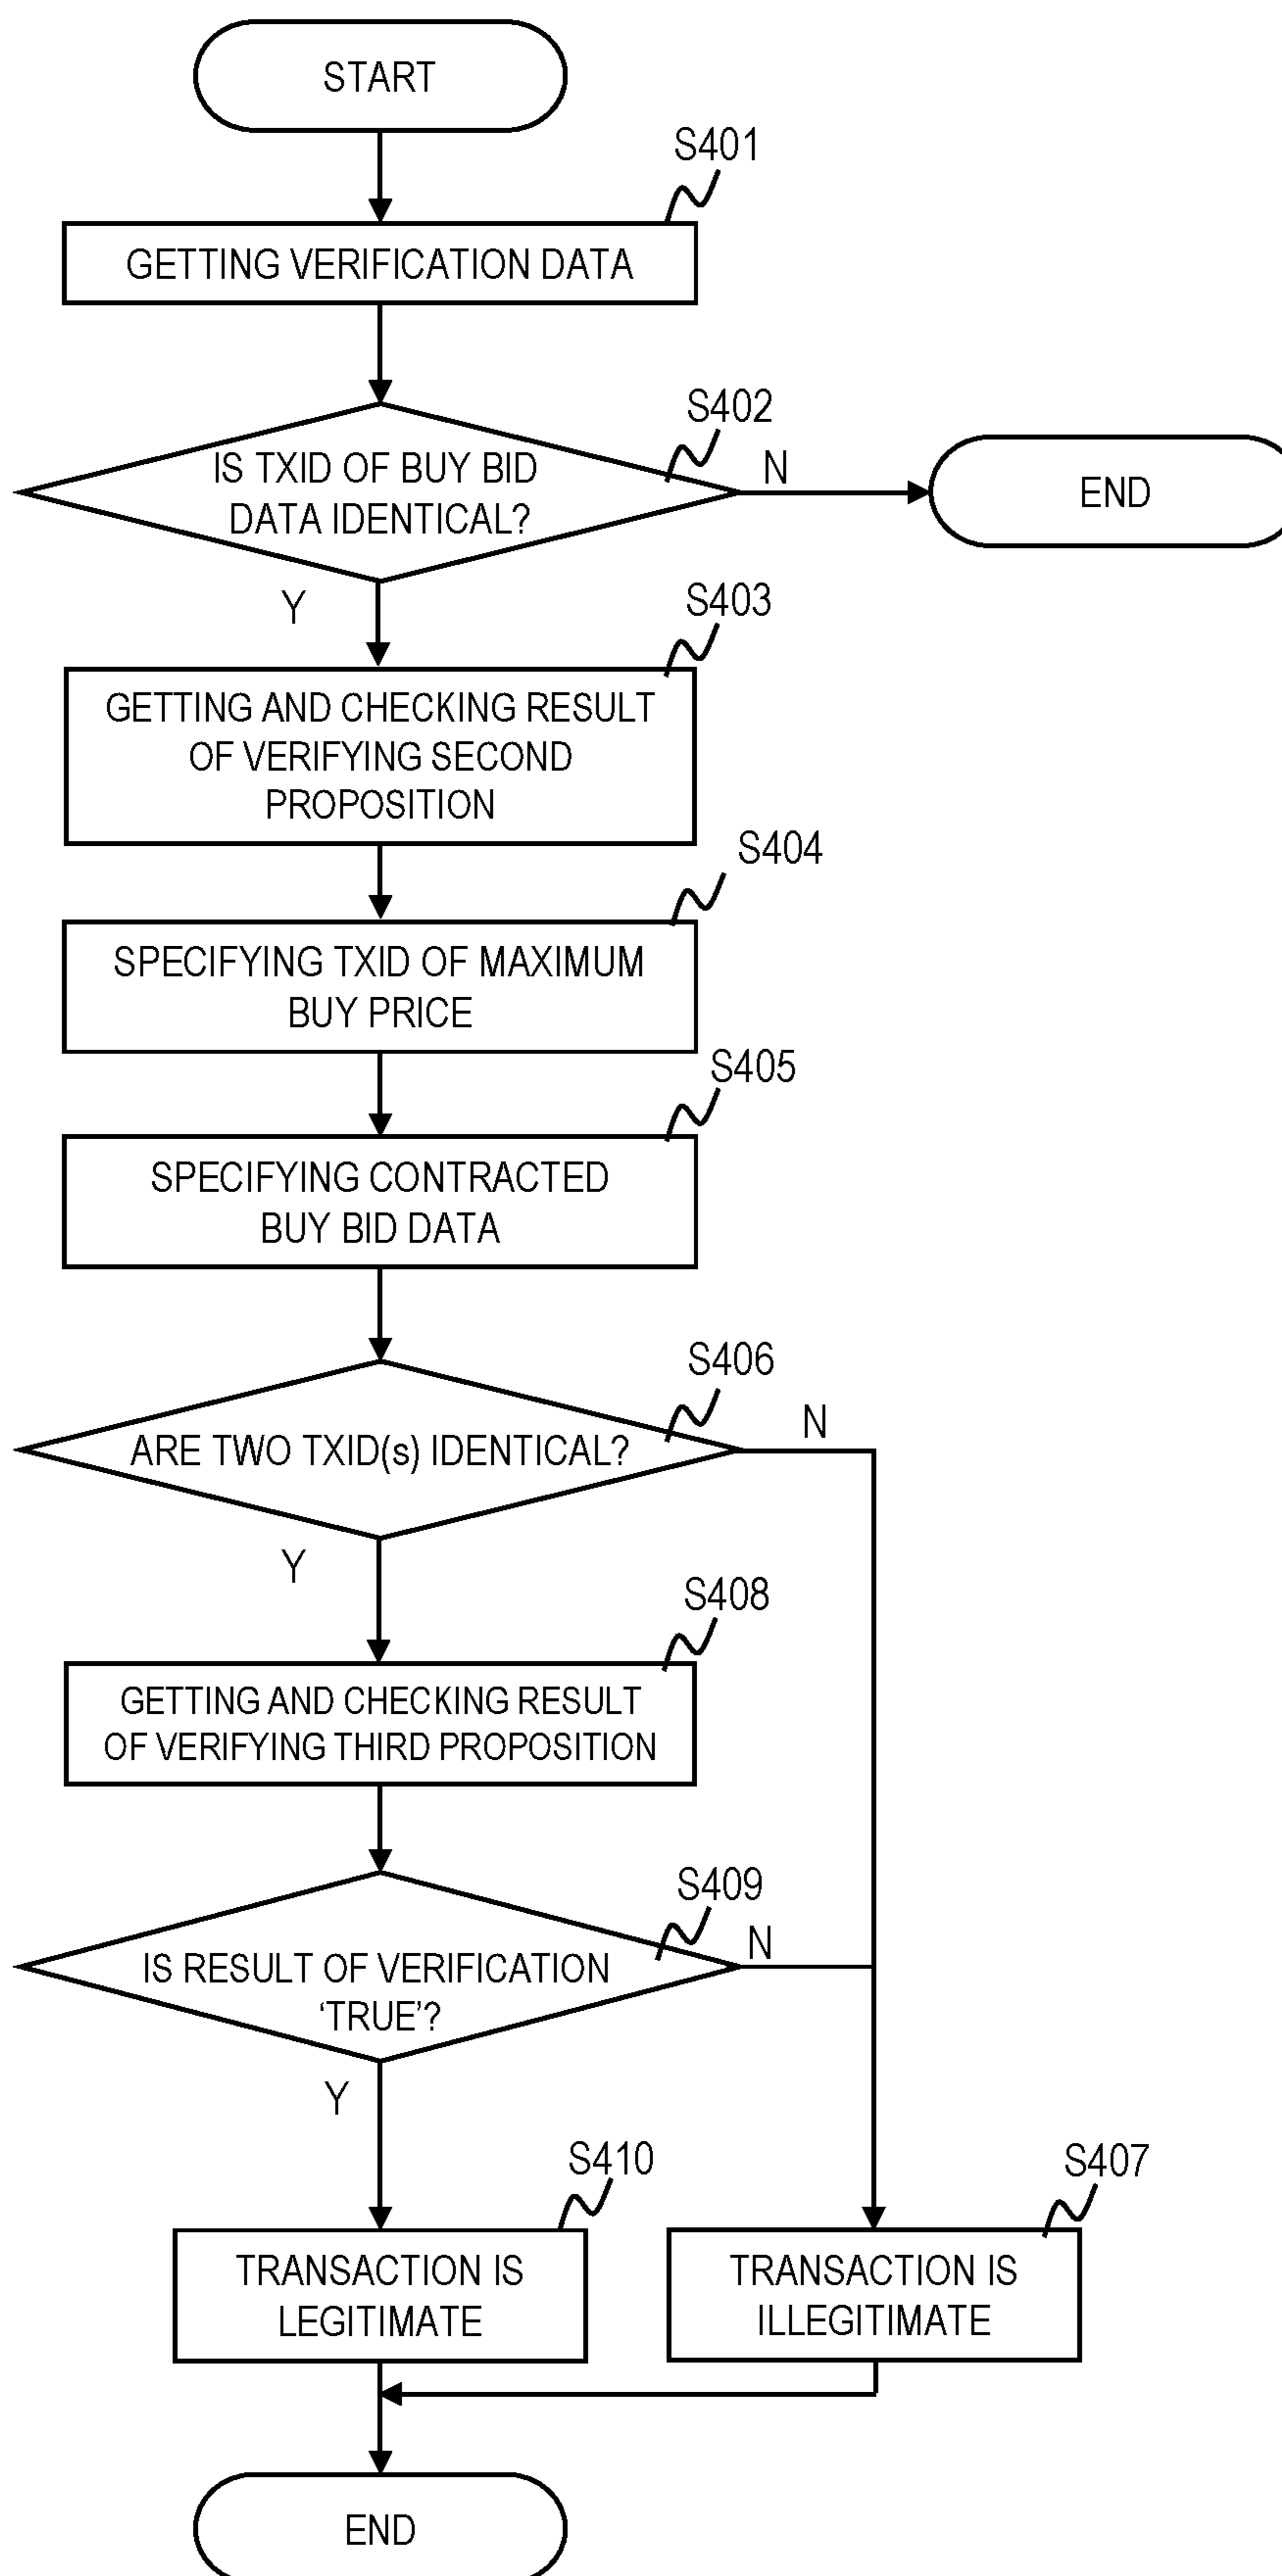 START
S401
GETTING VERIFICATION DATA
S402
IS TXID OF BUY BID
DATA IDENTICAL?
N
END
Y
S403
GETTING AND CHECKING RESULT
OF VERIFYING SECOND
PROPOSITION
S404
SPECIFYING TXID OF MAXIMUM
BUY PRICE
S405
SPECIFYING CONTRACTED
BUY BID DATA
S406
ARE TWO TXID(s) IDENTICAL?
N
Y
S408
GETTING AND CHECKING RESULT
OF VERIFYING THIRD PROPOSITION
S409
IS RESULT OF VERIFICATION
‘TRUE’?
N
Y
S410
TRANSACTION IS
LEGITIMATE
S407
TRANSACTION IS
ILLEGITIMATE
END